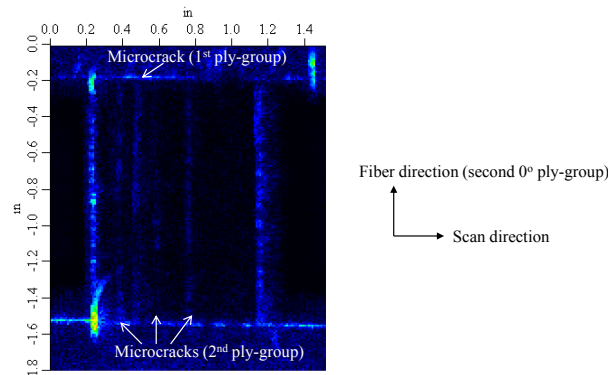 in
0.0 0.2 0.4 0.6 0.8 1.0 1.2 1.4
in
0.0
-0.2
-0.4
-0.6
-0.8
-1.0
-1.2
-1.4
-1.6
-1.8
Microcrack (1st ply-group)
Microcracks (2nd ply-group)
Fiber direction (second 0° ply-group)
Scan direction